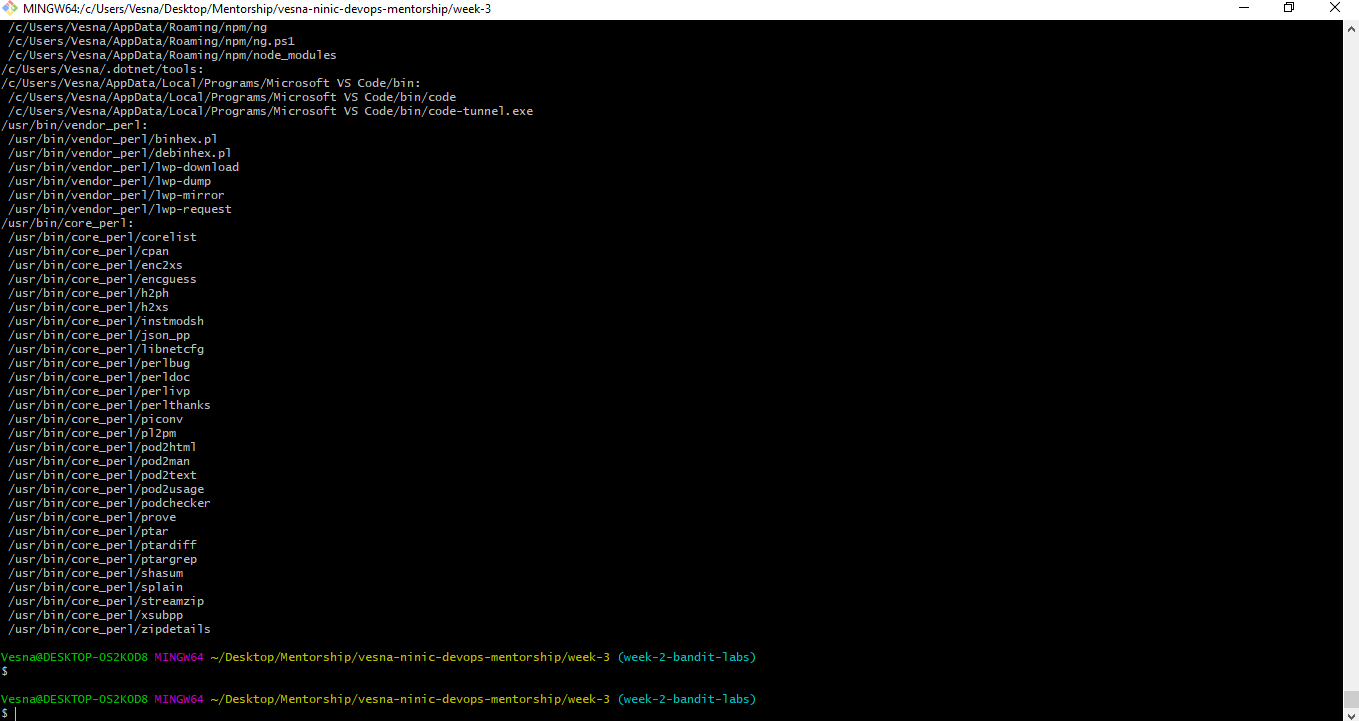 MINGW64:/c/Users/Vesna/Desktop/Mentorship/vesna-ninic-devops-mentorship/week-3
/c/Users/Vesna/AppData/Roaming/npm/ng
/c/Users/Vesna/AppData/Roaming/npm/ng.ps1
/c/Users/Vesna/AppData/Roaming/npm/node_modules
/c/Users/Vesna/.dotnet/tools:
/c/Users/Vesna/AppData/Local/Programs/Microsoft VS Code/bin:
/c/Users/Vesna/AppData/Local/Programs/Microsoft VS Code/bin/code
/c/Users/Vesna/AppData/Local/Programs/Microsoft VS Code/bin/code-tunnel.exe
/usr/bin/vendor_perl:
/usr/bin/vendor_perl/binhex.pl
/usr/bin/vendor_perl/debinhex.pl
/usr/bin/vendor_perl/lwp-download
/usr/bin/vendor_perl/lwp-dump
/usr/bin/vendor_perl/lwp-mirror
/usr/bin/vendor_perl/lwp-request
/usr/bin/core_perl:
/usr/bin/core_perl/corelist
/usr/bin/core_perl/cpan
/usr/bin/core_perl/enc2xs
/usr/bin/core_perl/encguess
/usr/bin/core_perl/h2ph
/usr/bin/core_perl/h2xs
/usr/bin/core_perl/instmodsh
/usr/bin/core_perl/json_pp
/usr/bin/core_perl/libnetcfg
/usr/bin/core_perl/perlbug
/usr/bin/core_perl/perldoc
/usr/bin/core_perl/perlivp
/usr/bin/core_perl/perlthanks
/usr/bin/core_perl/piconv
/usr/bin/core_perl/pl2pm
/usr/bin/core_perl/pod2html
/usr/bin/core_perl/pod2man
/usr/bin/core_perl/pod2text
/usr/bin/core_perl/pod2usage
/usr/bin/core_perl/podchecker
/usr/bin/core_perl/prove
/usr/bin/core_perl/ptar
/usr/bin/core_perl/ptardiff
/usr/bin/core_perl/ptargrep
/usr/bin/core_perl/shasum
/usr/bin/core_perl/splain
/usr/bin/core_perl/streamzip
/usr/bin/core_perl/xsubpp
/usr/bin/core_perl/zipdetails
Vesna@DESKTOP-OS2KOD8 MINGW64 ~/Desktop/Mentorship/vesna-ninic-devops-mentorship/week-3 (week-2-bandit-labs)
$
Vesna@DESKTOP-OS2KOD8 MINGW64 ~/Desktop/Mentorship/vesna-ninic-devops-mentorship/week-3 (week-2-bandit-labs)
$